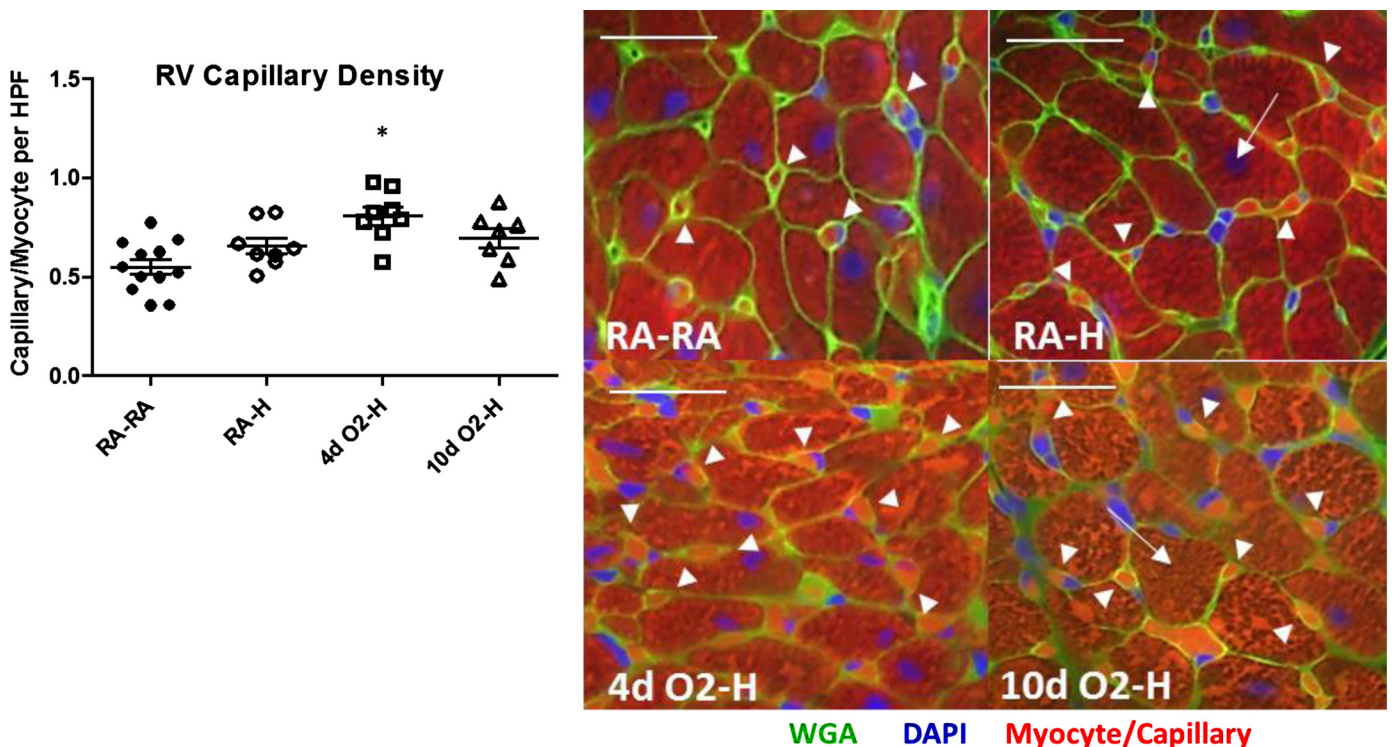 RV Capillary Density
*
Capillary/Myocyte per HPF
1.5
1.0
0.5
0.0
RA-RA
RA-H
4d O2-H
10d O2-H
RA-RA
RA-H
4d O2-H
10d O2-H
WGA DAPI Myocyte/Capillary